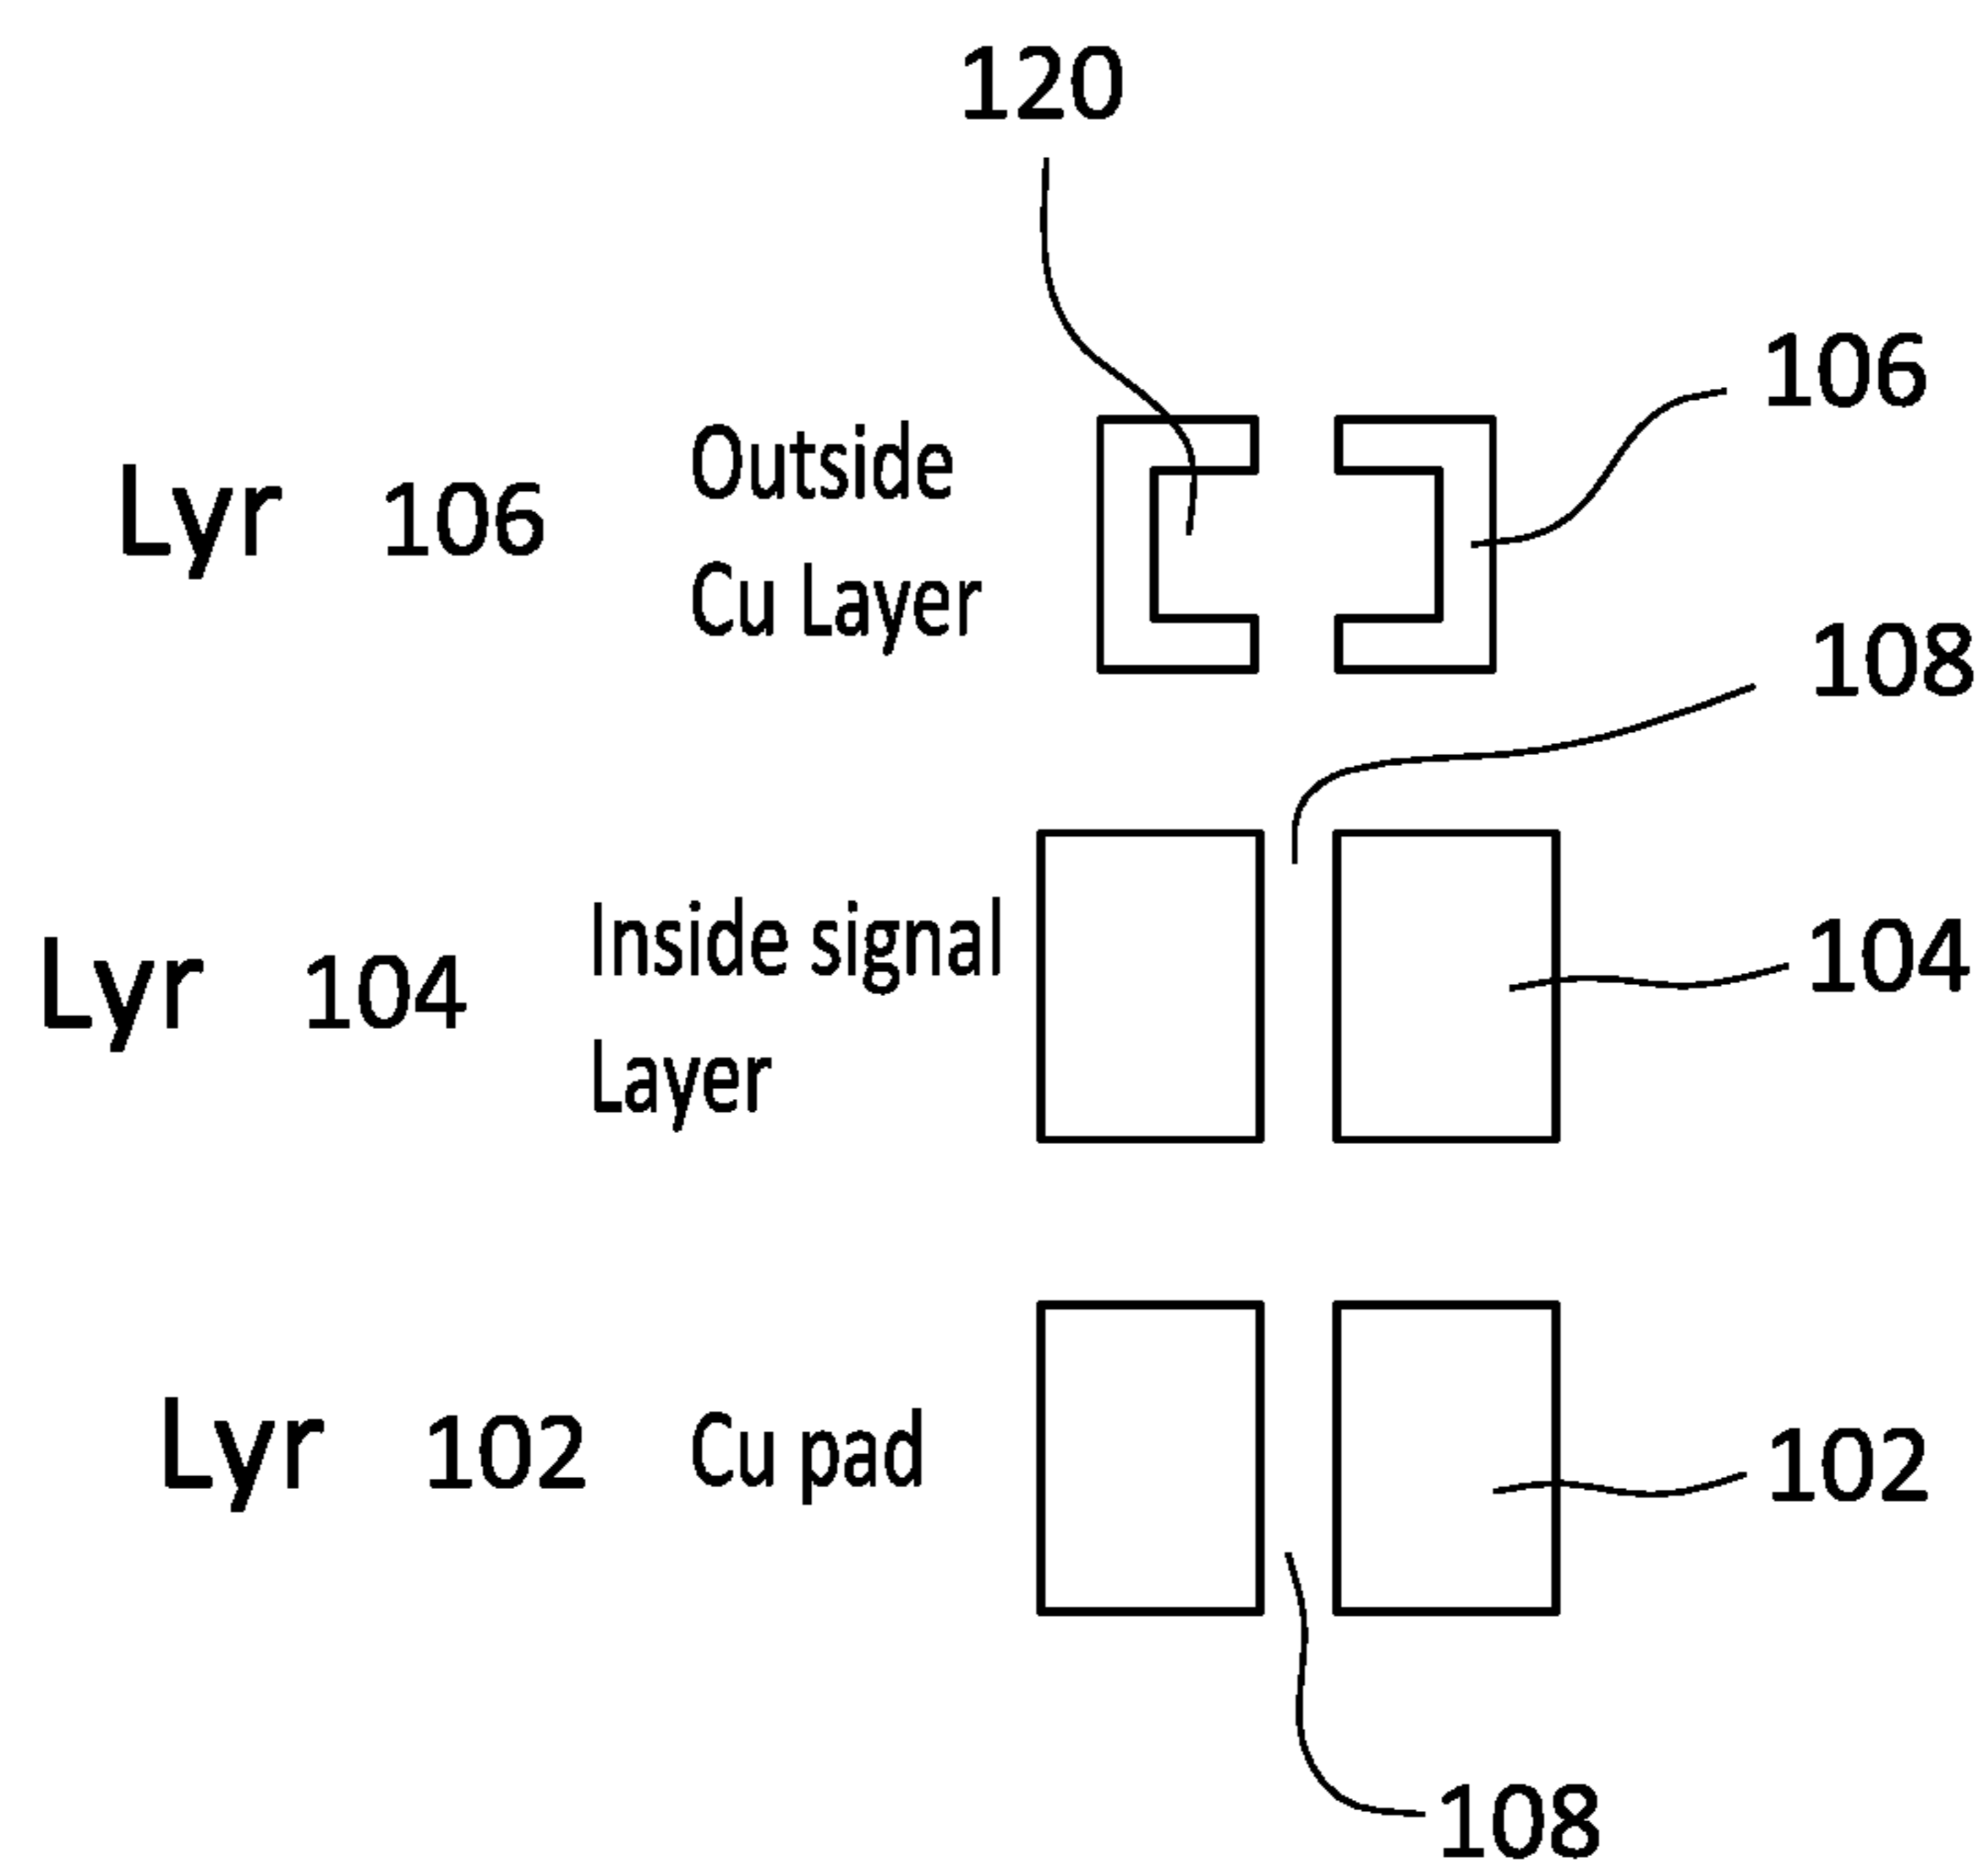 120
106
Lyr 106 Outside
Cu Layer
108
Lyr 104 Inside signal
Layer
104
Lyr 102 Cu pad
102
108